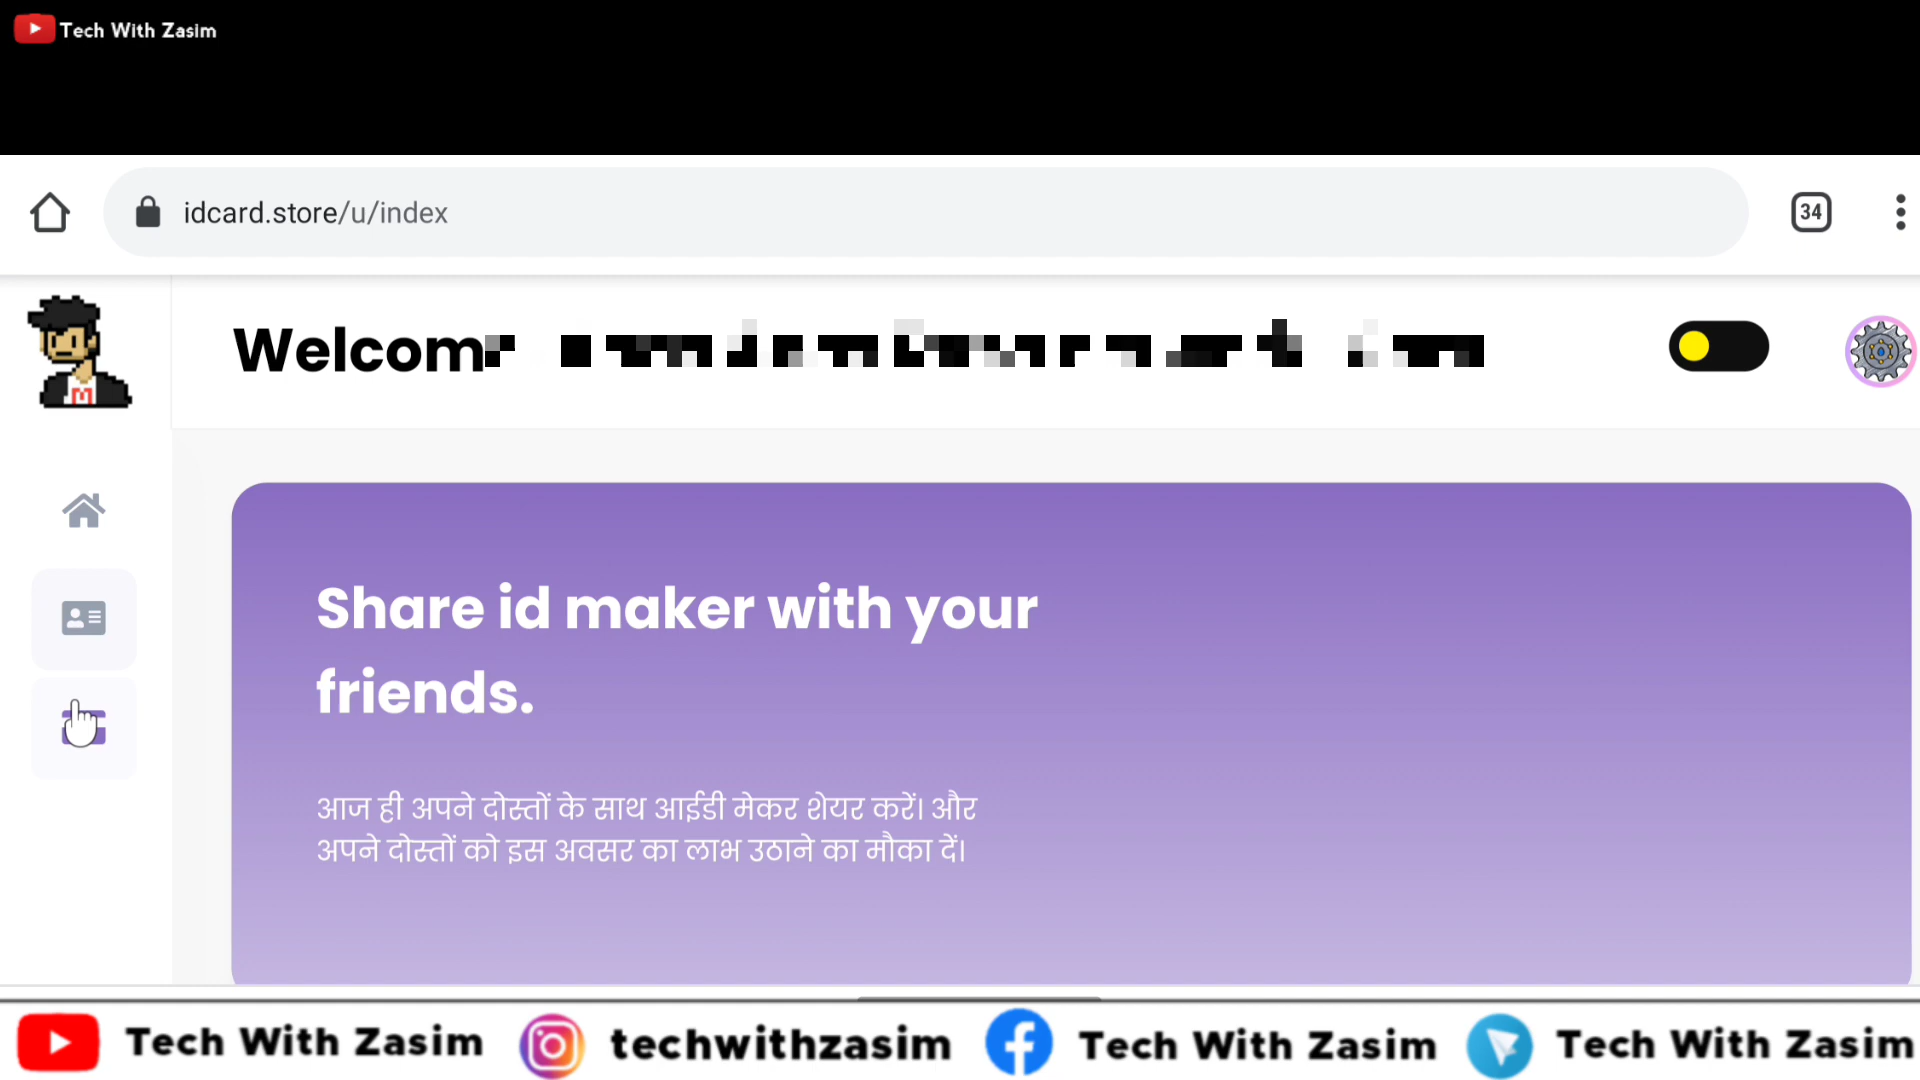 Tech With Zasim
idcard.store/u/index
34
Share id maker with your
friends.
आज ही अपने दोस्तों के साथ आईडी मेकर शेयर करें। और
अपने दोस्तों को इस अवसर का लाभ उठाने का मौका दें।
Tech With Zasim techwithzasim Tech With Zasim Tech With Zasim